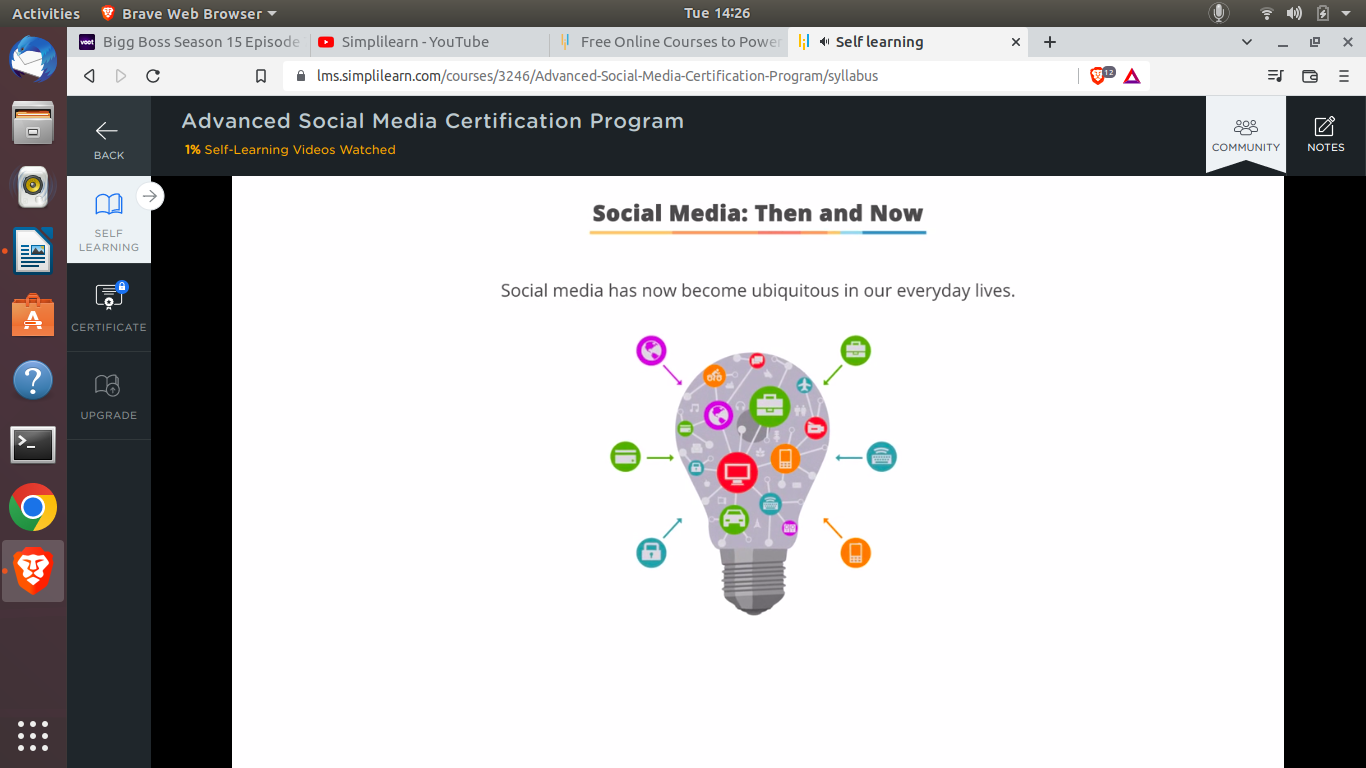 Activities
Brave Web Browser
Tue 14:26
voot
Bigg Boss Season 15 Episode
Simplilearn - YouTube
Free Online Courses to Power
Self learning
lms.simplilearn.com/courses/3246/Advanced-Social-Media-Certification-Program/syllabus
12
BACK
Advanced Social Media Certification Program
1% Self-Learning Videos Watched
COMMUNITY
NOTES
SELF
LEARNING
CERTIFICATE
UPGRADE
Social Media: Then and Now
Social media has now become ubiquitous in our everyday lives.